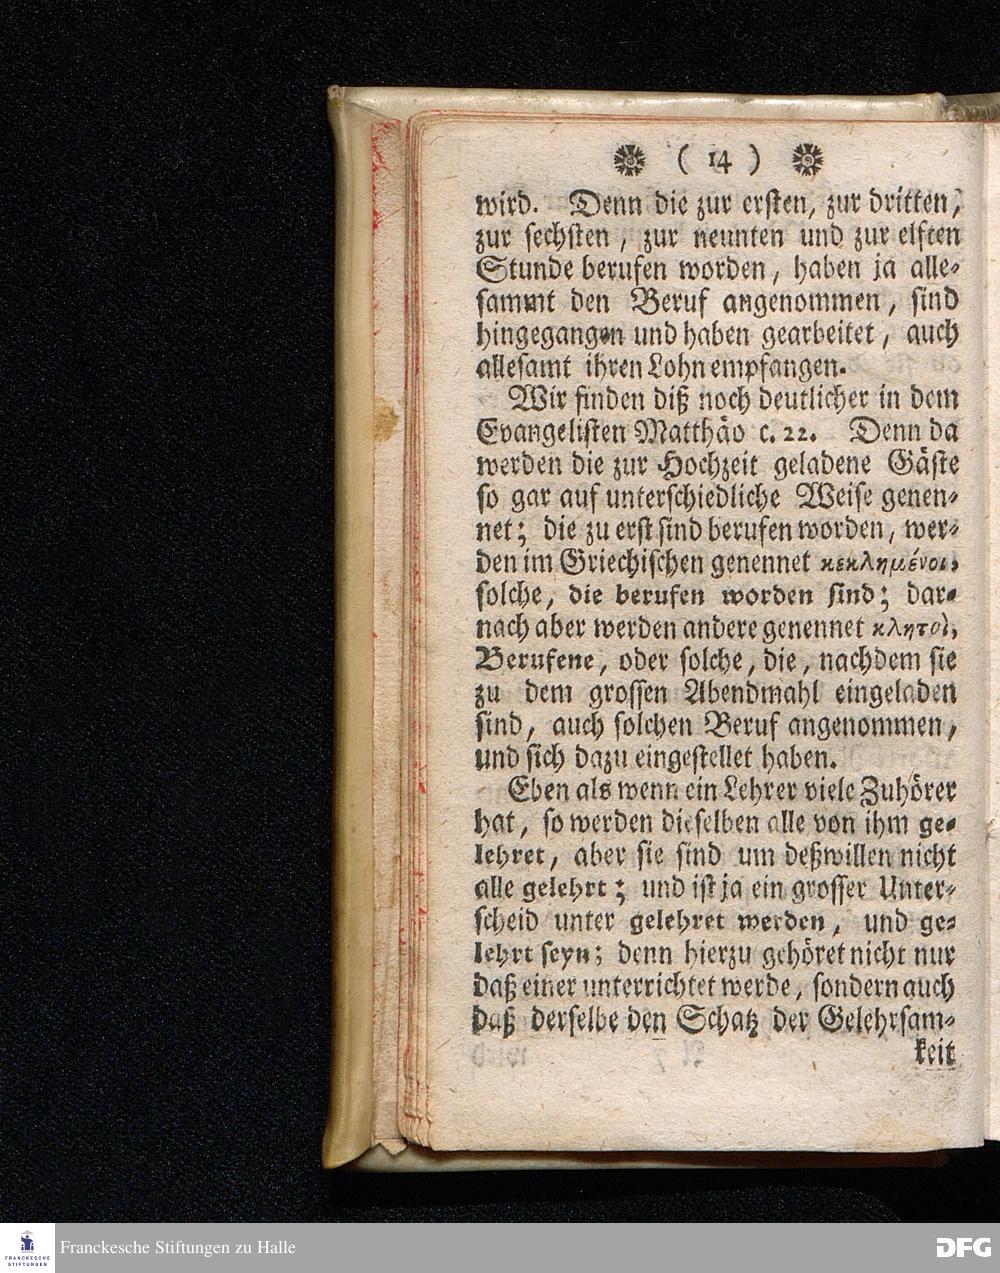 ( 14 )
wird. Denn die zur ersten, zur dritten,
zur sechsten, zur neunten und zur elften
Stunde berufen worden, haben ja alle-
sammt den Beruf angenommen, sind
hingegangen und haben gearbeitet, auch
allesamt ihren Lohn empfangen.
Wir finden diß noch deutlicher in dem
Evangelisten Matthäo c. 22. Denn da
werden die zur Hochzeit geladene Gäste
so gar auf unterschiedliche Weise genen-
net; die zu erst sind berufen worden, wer-
den im Griechischen genennet κεκλημένοι,
solche, die berufen worden sind; dar-
nach aber werden andere genennet κλητοὶ,
Berufene, oder solche, die, nachdem sie
zu dem grossen Abendmahl eingeladen
sind, auch solchen Beruf angenommen,
und sich dazu eingestellet haben.
Eben als wenn ein Lehrer viele Zuhörer
hat, so werden dieselben alle von ihm ge-
lehret, aber sie sind um deßwillen nicht
alle gelehrt; und ist ja ein grosser Unter-
scheid unter gelehret werden, und ge-
lehrt seyn; denn hierzu gehöret nicht nur
daß einer unterrichtet werde, sondern auch
daß derselbe den Schatz der Gelehrsam-
keit
FRANCKESCHE
STIFTUNGEN
Franckesche Stiftungen zu Halle
DFG